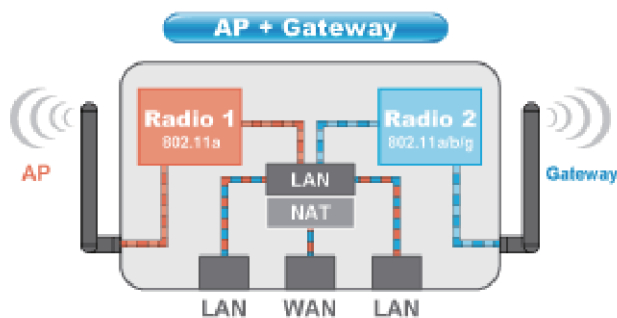 AP + Gateway
Radio 1
802.11a
Radio 2
802.11a/b/g
AP
Gateway
LAN
NAT
LAN
WAN
LAN